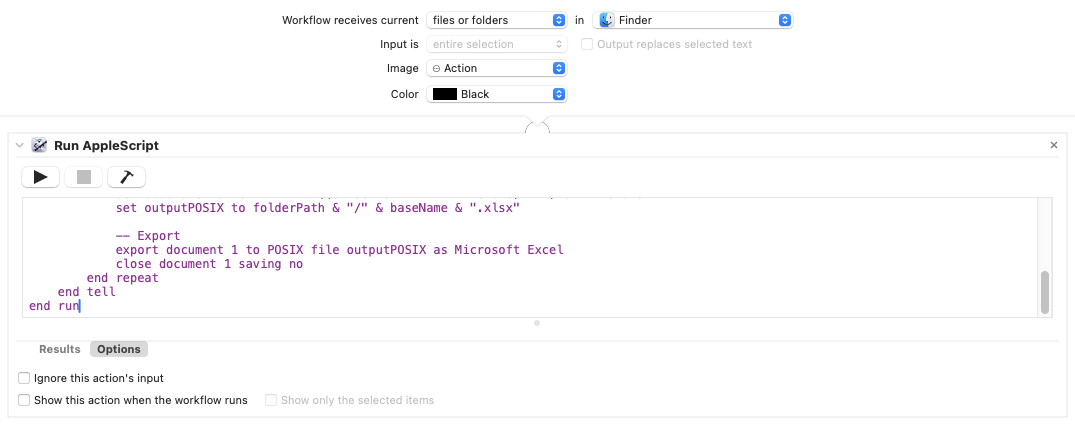 Workflow receives current files or folders in Finder
Input is entire selection Output replaces selected text
Image Action
Color Black
Run AppleScript
set outputPOSIX to folderPath & "/" & baseName & ".xlsx"
-- Export
export document 1 to POSIX file outputPOSIX as Microsoft Excel
close document 1 saving no
end repeat
end tell
end run
Results Options
Ignore this action's input
Show this action when the workflow runs Show only the selected items